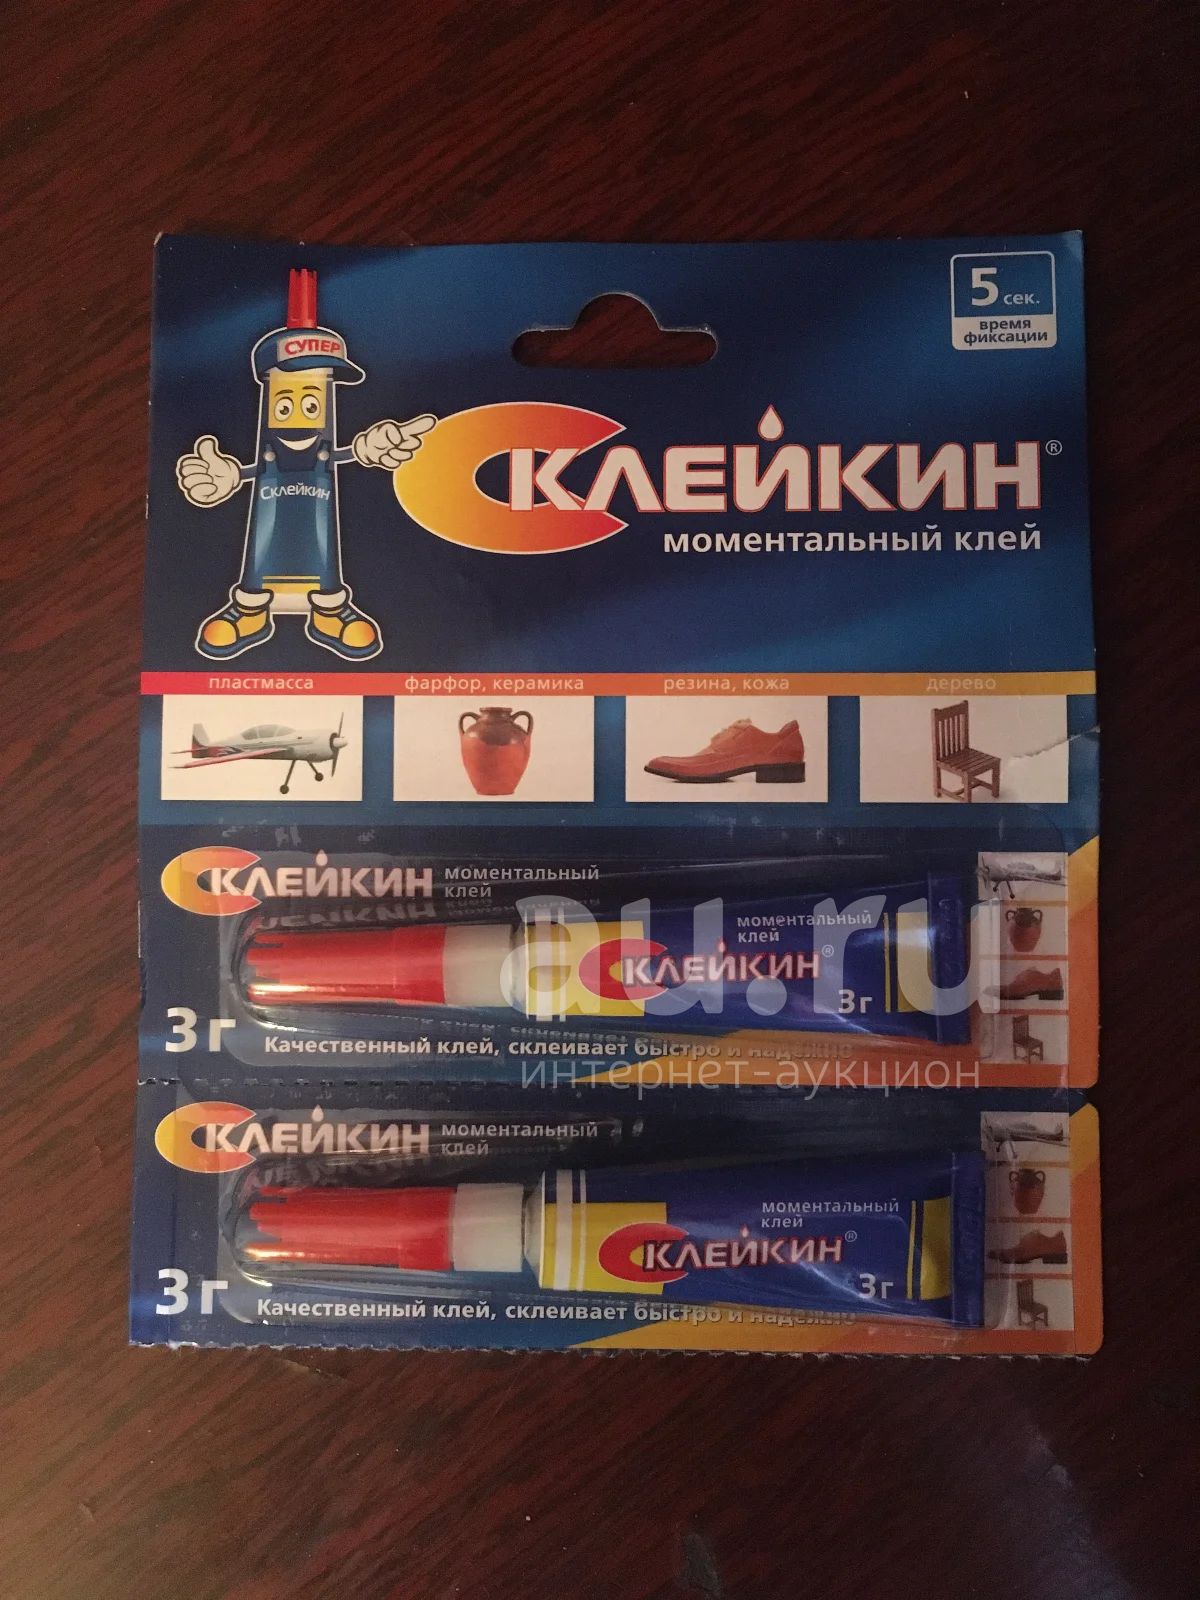 5 сек.
время
фиксации
СУПЕР
Склейкин
Склейкин®
моментальный клей
пластмасса
фарфор, керамика
резина, кожа
дерево
Склейкин моментальный
клей
моментальный
клей
Склейкин®
3г
3г
Качественный клей, склеивает быстро и надежно
au.ru
интернет-аукцион
Склейкин моментальный
клей
моментальный
клей
Склейкин®
3г
3г
Качественный клей, склеивает быстро и надежно